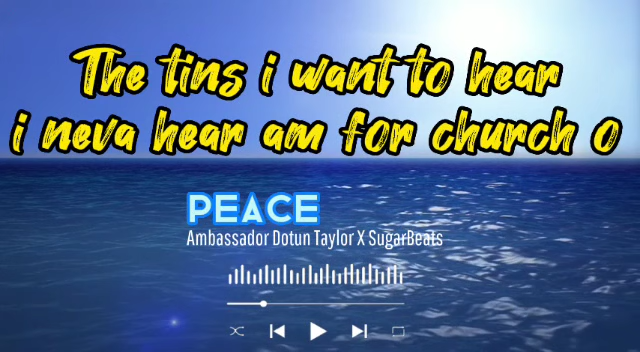 The tins i want to hear
i neva hear am for church o
PEACE
Ambassador Dotun Taylor X SugarBeats